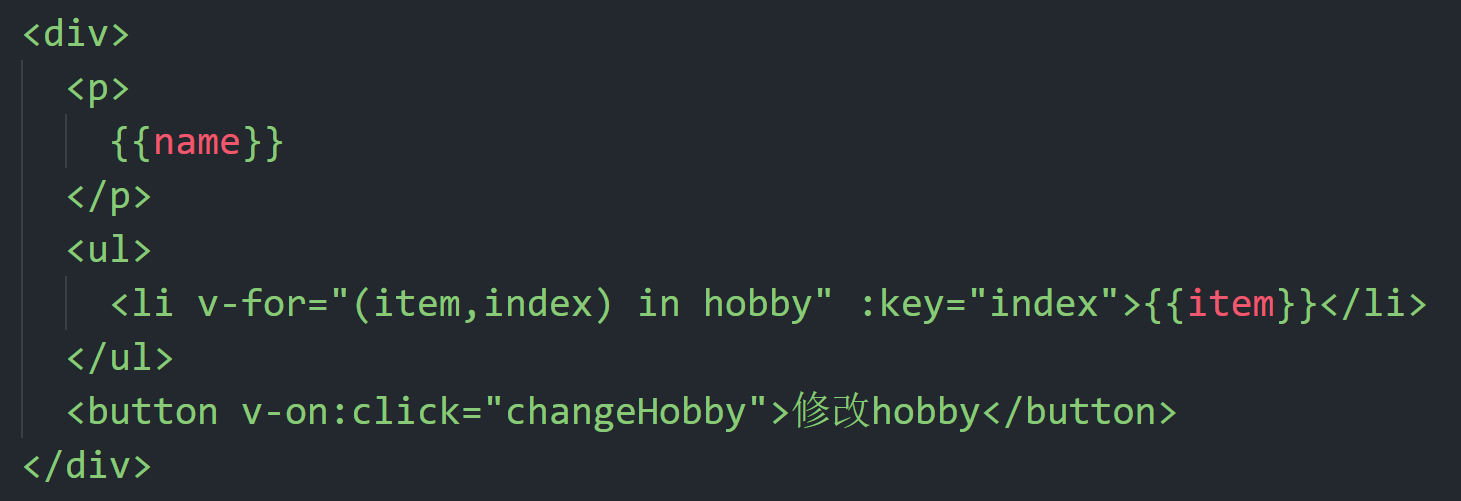 <div>
<p>
{{name}}
</p>
<ul>
<li v-for="(item,index) in hobby" :key="index">{{item}}</li>
</ul>
<button v-on:click="changeHobby">修改hobby</button>
</div>